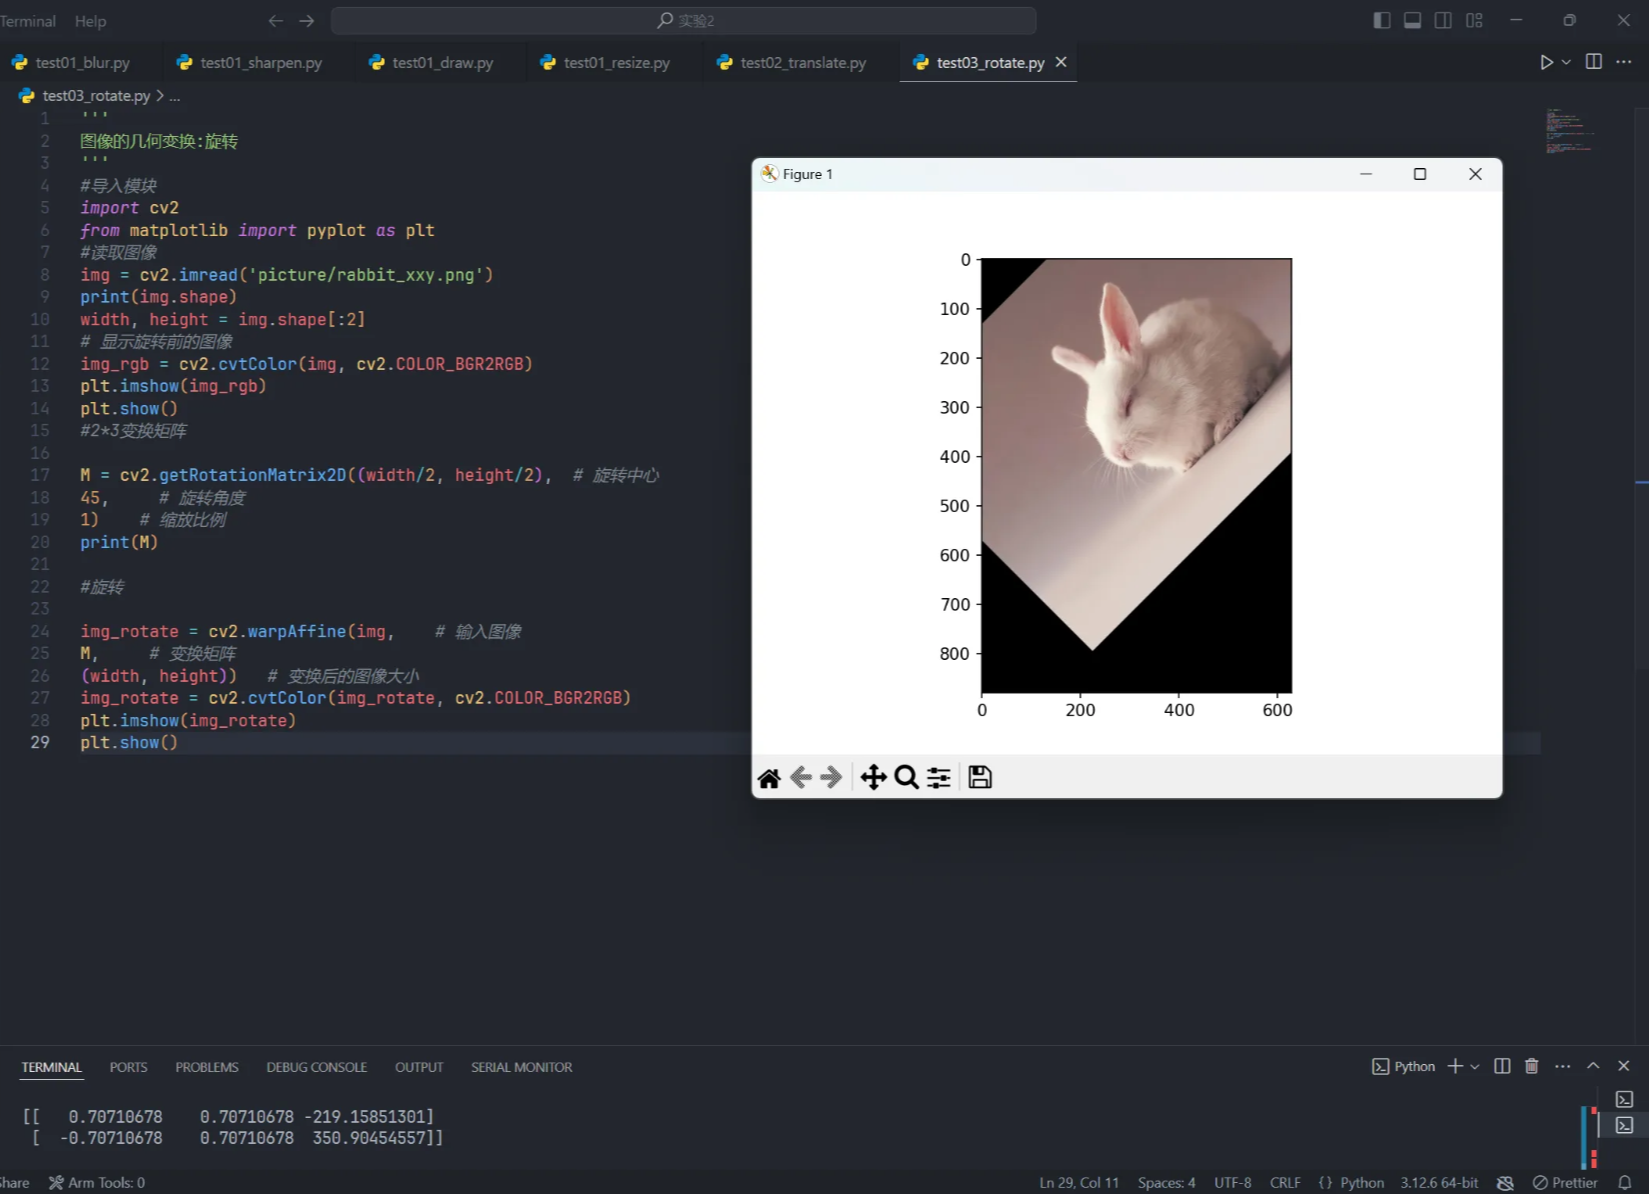 Terminal Help
实验2
test01_blur.py test01_sharpen.py test01_draw.py test01_resize.py test02_translate.py test03_rotate.py
test03_rotate.py > ...
1 '''
2 图像的几何变换:旋转
3 '''
4 #导入模块
5 import cv2
6 from matplotlib import pyplot as plt
7 #读取图像
8 img = cv2.imread('picture/rabbit_xxy.png')
9 print(img.shape)
10 width, height = img.shape[:2]
11 # 显示旋转前的图像
12 img_rgb = cv2.cvtColor(img, cv2.COLOR_BGR2RGB)
13 plt.imshow(img_rgb)
14 plt.show()
15 #2*3变换矩阵
16
17 M = cv2.getRotationMatrix2D((width/2, height/2), # 旋转中心
18 45, # 旋转角度
19 1) # 缩放比例
20 print(M)
21
22 #旋转
23
24 img_rotate = cv2.warpAffine(img, # 输入图像
25 M, # 变换矩阵
26 (width, height)) # 变换后的图像大小
27 img_rotate = cv2.cvtColor(img_rotate, cv2.COLOR_BGR2RGB)
28 plt.imshow(img_rotate)
29 plt.show()
Figure 1
0
100
200
300
400
500
600
700
800
0 200 400 600
TERMINAL PORTS PROBLEMS DEBUG CONSOLE OUTPUT SERIAL MONITOR
Python
[[ 0.70710678 0.70710678 -219.15851301]
[ -0.70710678 0.70710678 350.90454557]]
Share Arm Tools: 0
Ln 29, Col 11 Spaces: 4 UTF-8 CRLF {} Python 3.12.6 64-bit Prettier